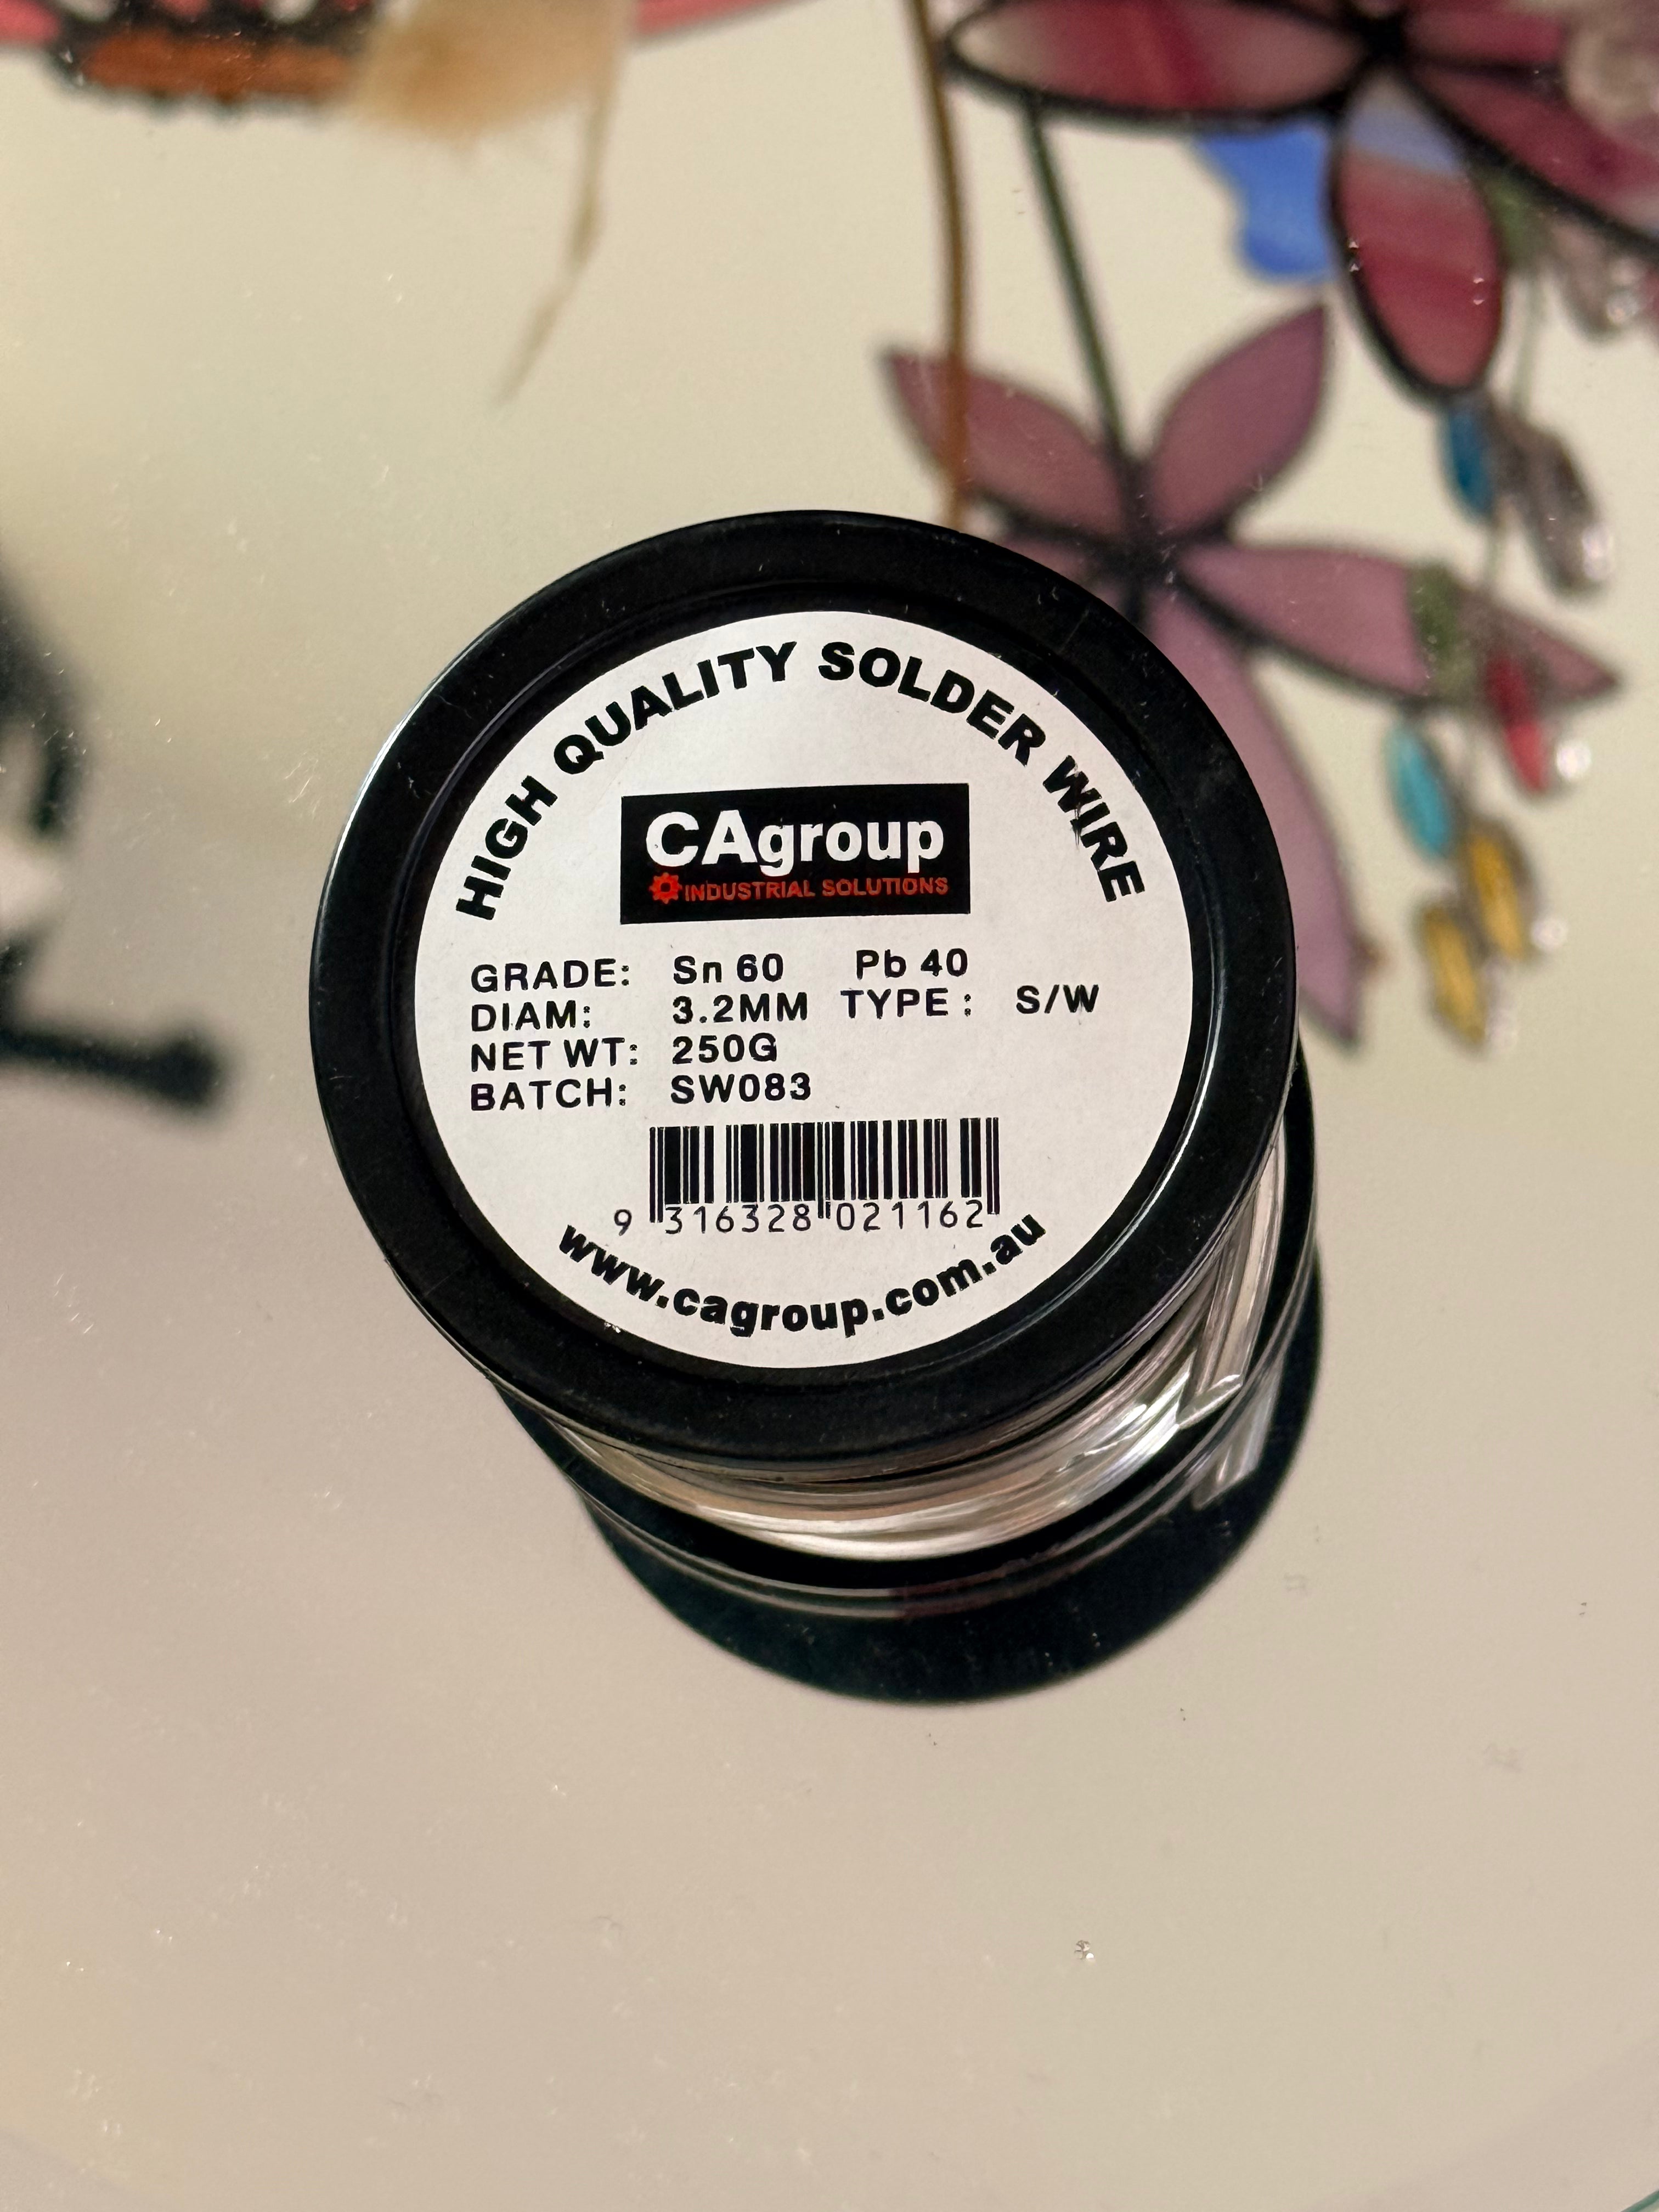 HIGH QUALITY SOLDER WIRE
CAgroup
INDUSTRIAL SOLUTIONS
GRADE: Sn 60 Pb 40
DIAM: 3.2MM TYPE: S/W
NET WT: 250G
BATCH: SW083
9 316328 021162
www.cagroup.com.au